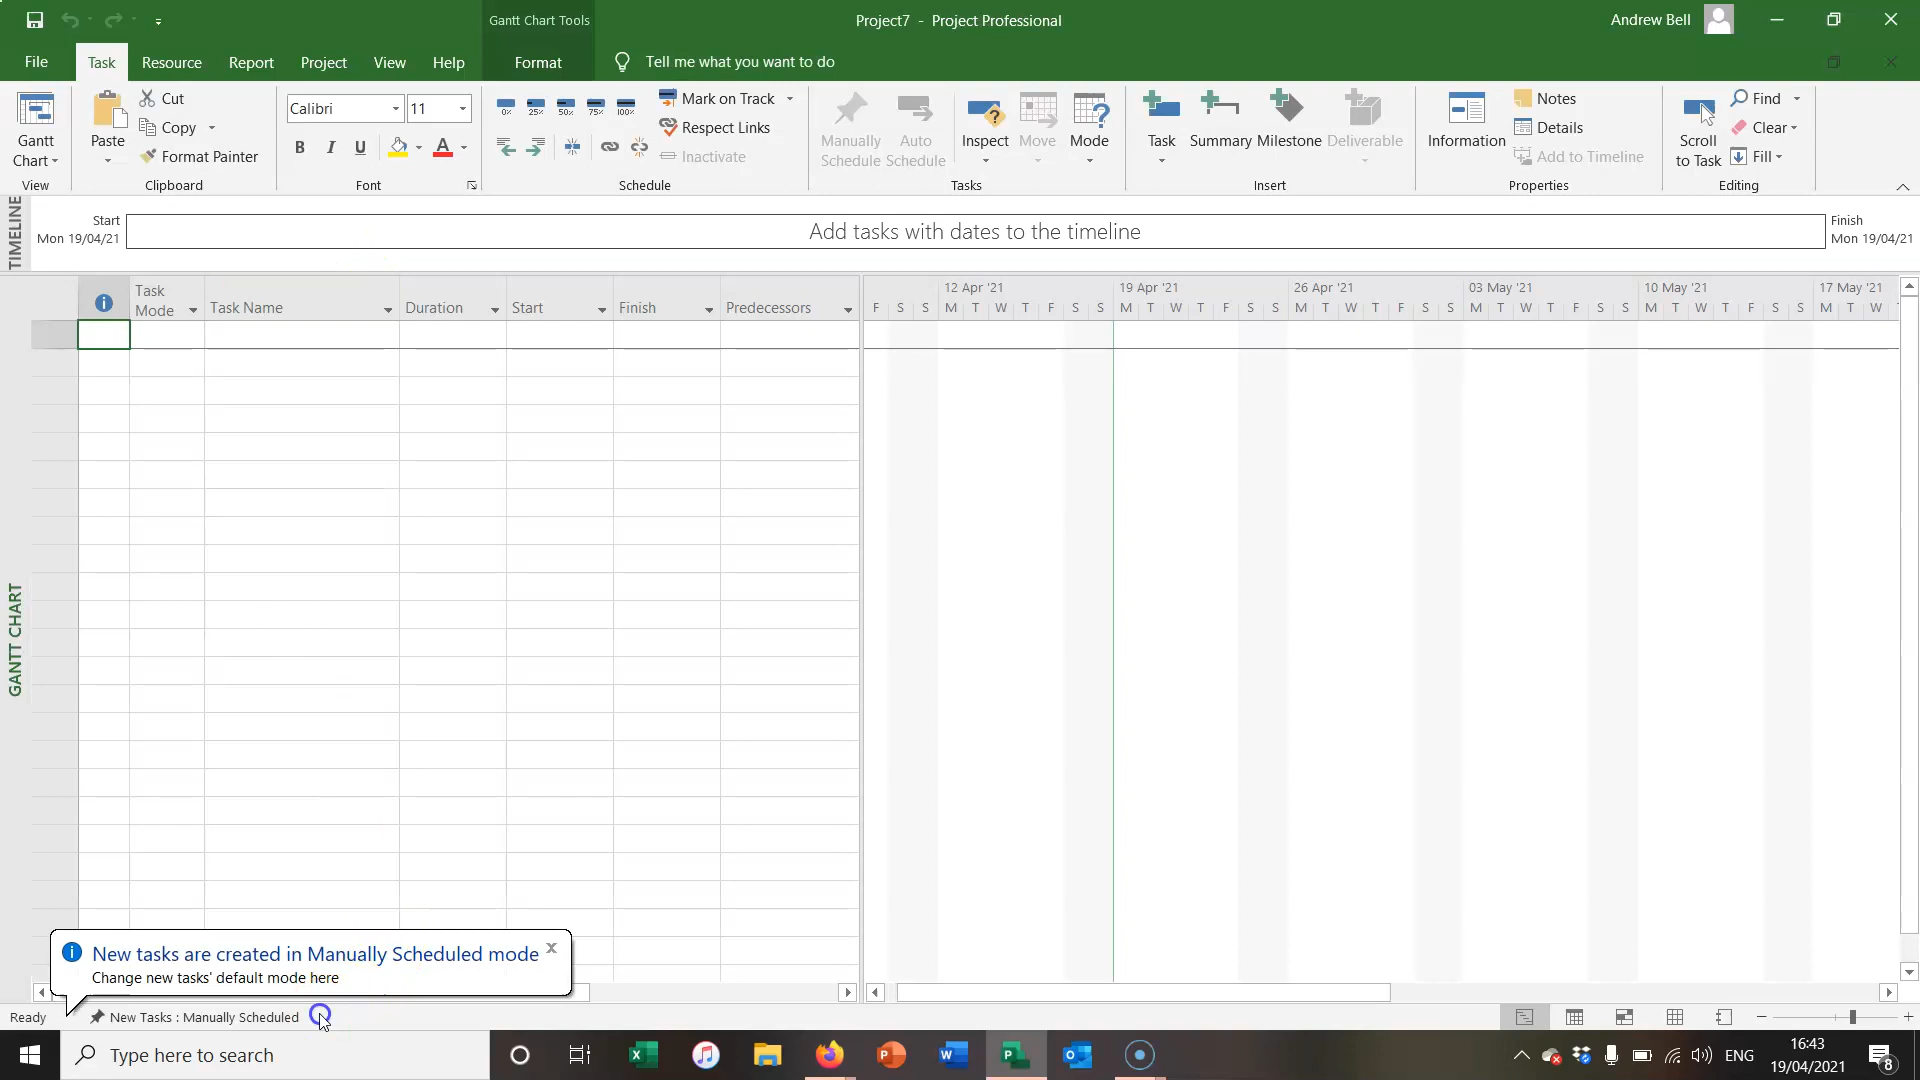 Gantt Chart Tools
Project7 - Project Professional
Andrew Bell
File Task Resource Report Project View Help Format Tell me what you want to do
Gantt Chart
View
Paste
Cut
Copy
Format Painter
Clipboard
Calibri 11
B I U A
Font
0% 25% 50% 75% 100%
Mark on Track
Respect Links
Inactivate
Schedule
Manually Schedule
Auto Schedule
Inspect
Move
Mode
Tasks
Task
Summary
Milestone
Deliverable
Insert
Information
Notes
Details
Add to Timeline
Properties
Scroll to Task
Find
Clear
Fill
Editing
TIMELINE
Start
Mon 19/04/21
Add tasks with dates to the timeline
Finish
Mon 19/04/21
Task Mode
Task Name
Duration
Start
Finish
Predecessors
12 Apr '21 19 Apr '21 26 Apr '21 03 May '21 10 May '21 17 May '21
F S S M T W T F S S M T W T F S S M T W T F S S M T W T F S S M T W T F S S M T W
GANTT CHART
New tasks are created in Manually Scheduled mode
Change new tasks' default mode here
Ready
New Tasks : Manually Scheduled
Type here to search
ENG
16:43
19/04/2021
8